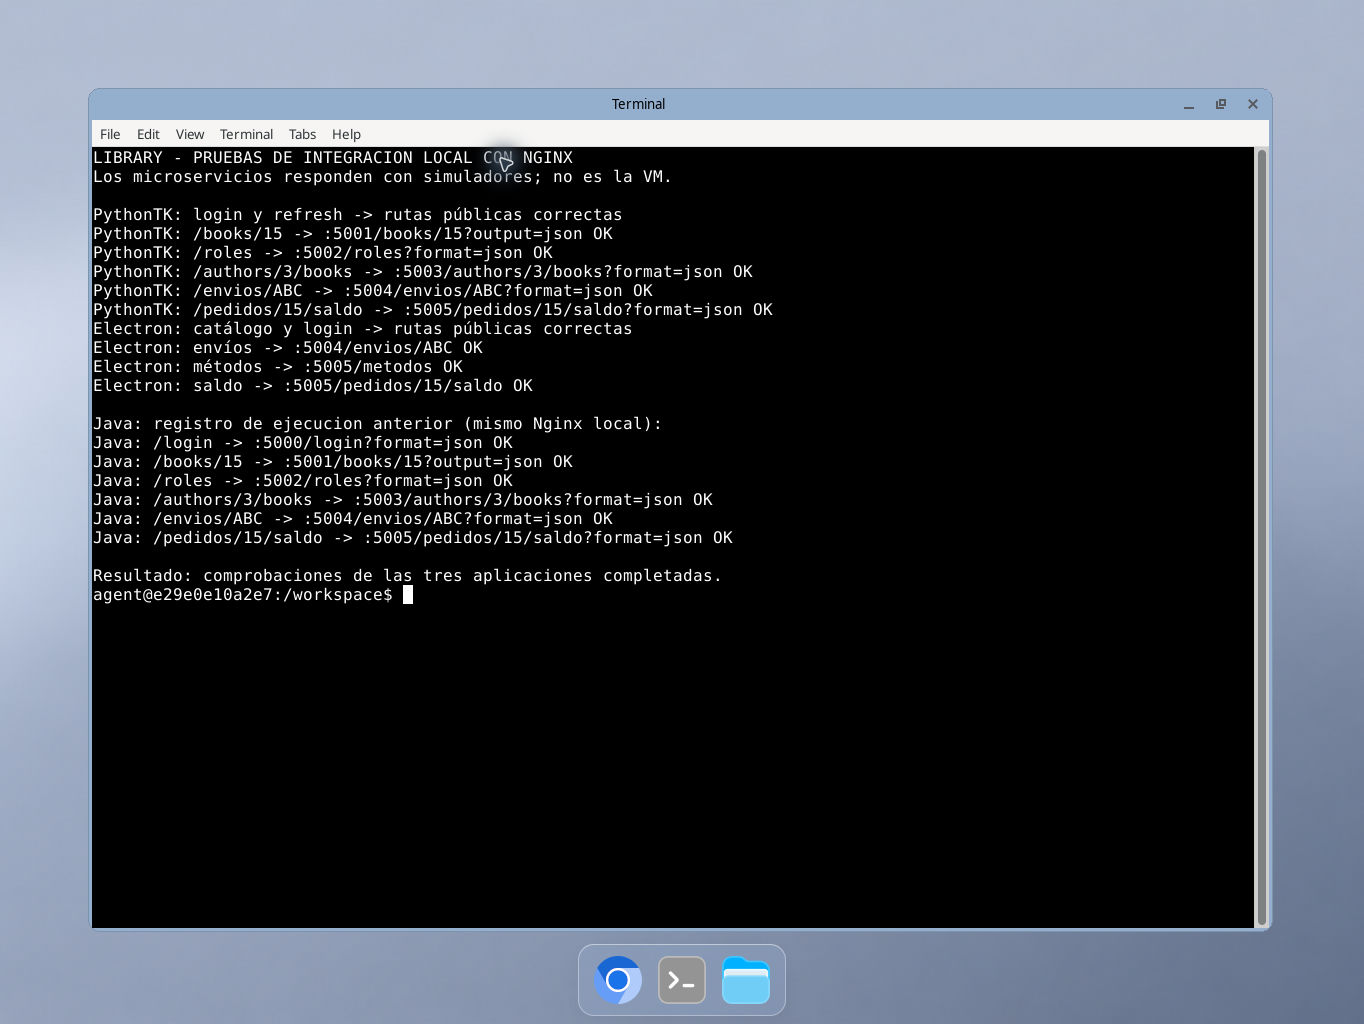 Terminal
File Edit View Terminal Tabs Help
LIBRARY - PRUEBAS DE INTEGRACION LOCAL CON NGINX
Los microservicios responden con simuladores; no es la VM.
PythonTK: login y refresh -> rutas públicas correctas
PythonTK: /books/15 -> :5001/books/15?output=json OK
PythonTK: /roles -> :5002/roles?format=json OK
PythonTK: /authors/3/books -> :5003/authors/3/books?format=json OK
PythonTK: /envios/ABC -> :5004/envios/ABC?format=json OK
PythonTK: /pedidos/15/saldo -> :5005/pedidos/15/saldo?format=json OK
Electron: catálogo y login -> rutas públicas correctas
Electron: envíos -> :5004/envios/ABC OK
Electron: métodos -> :5005/metodos OK
Electron: saldo -> :5005/pedidos/15/saldo OK
Java: registro de ejecucion anterior (mismo Nginx local):
Java: /login -> :5000/login?format=json OK
Java: /books/15 -> :5001/books/15?output=json OK
Java: /roles -> :5002/roles?format=json OK
Java: /authors/3/books -> :5003/authors/3/books?format=json OK
Java: /envios/ABC -> :5004/envios/ABC?format=json OK
Java: /pedidos/15/saldo -> :5005/pedidos/15/saldo?format=json OK
Resultado: comprobaciones de las tres aplicaciones completadas.
agent@e29e0e10a2e7:/workspace$